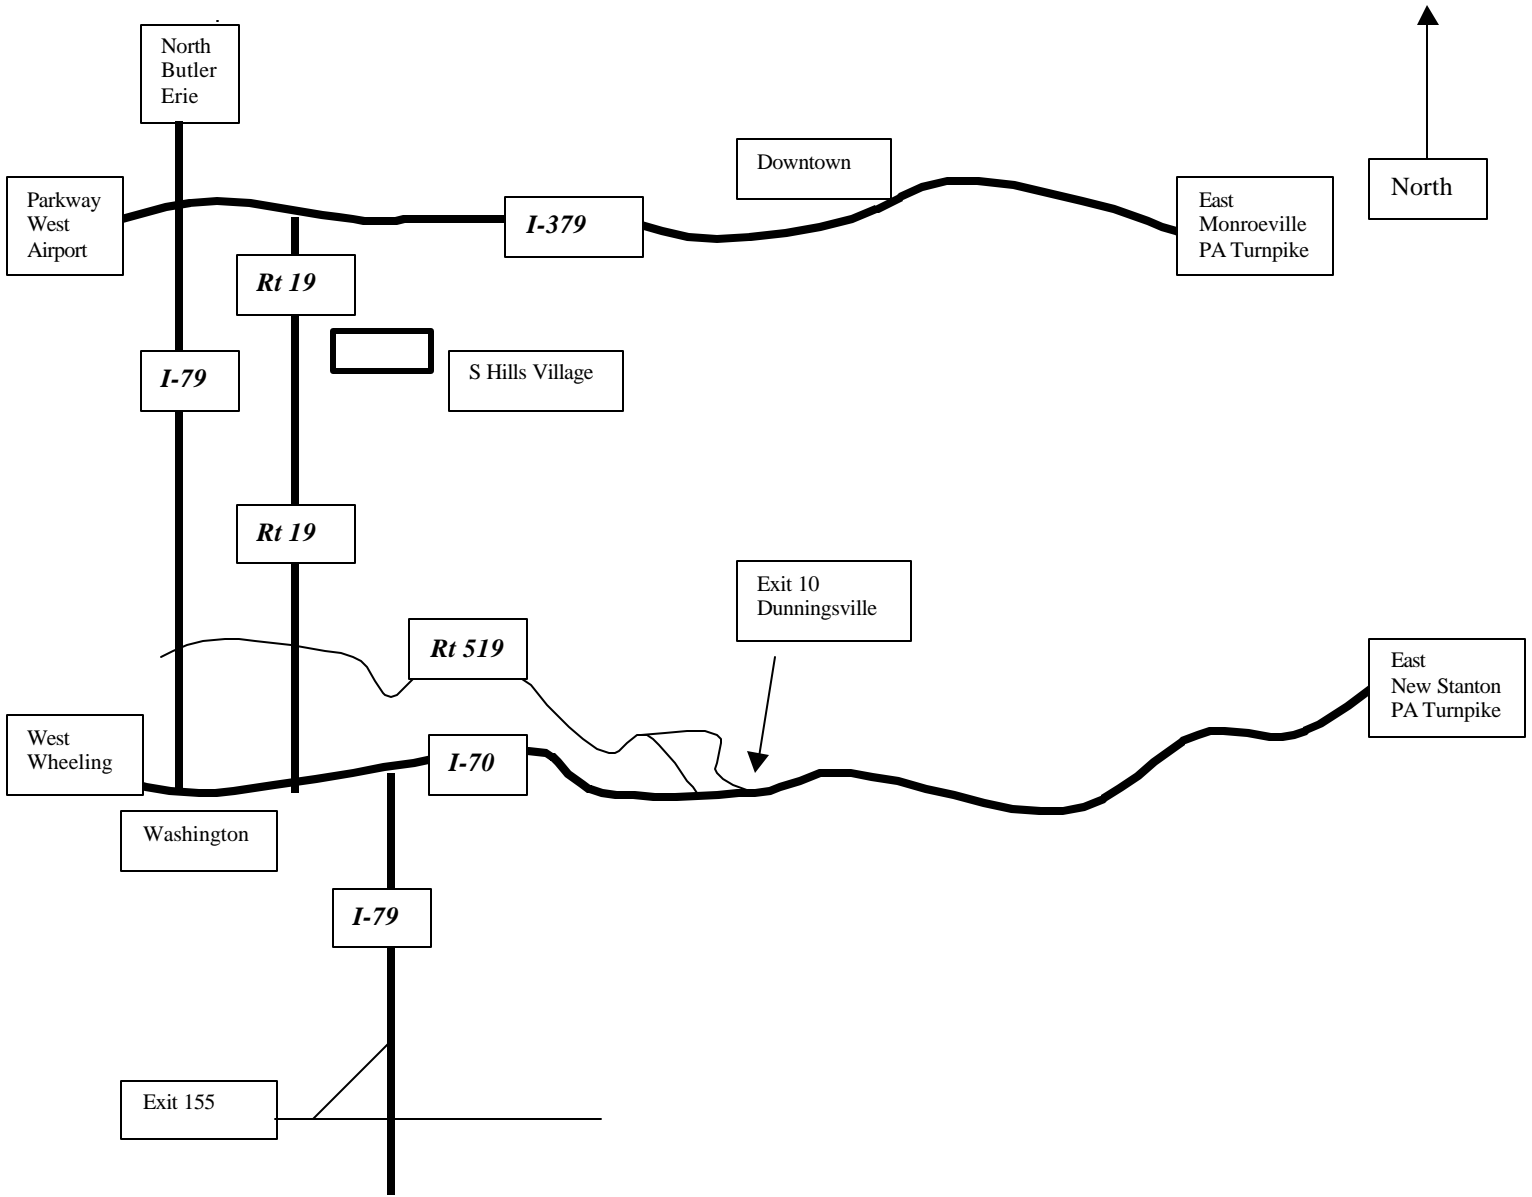 North
Butler
Erie
Downtown
North
Parkway
West
Airport
East
Monroeville
PA Turnpike
I-379
Rt 19
I-79
S Hills Village
Rt 19
Exit 10
Dunningsville
Rt 519
East
New Stanton
PA Turnpike
West
Wheeling
I-70
Washington
I-79
Exit 155